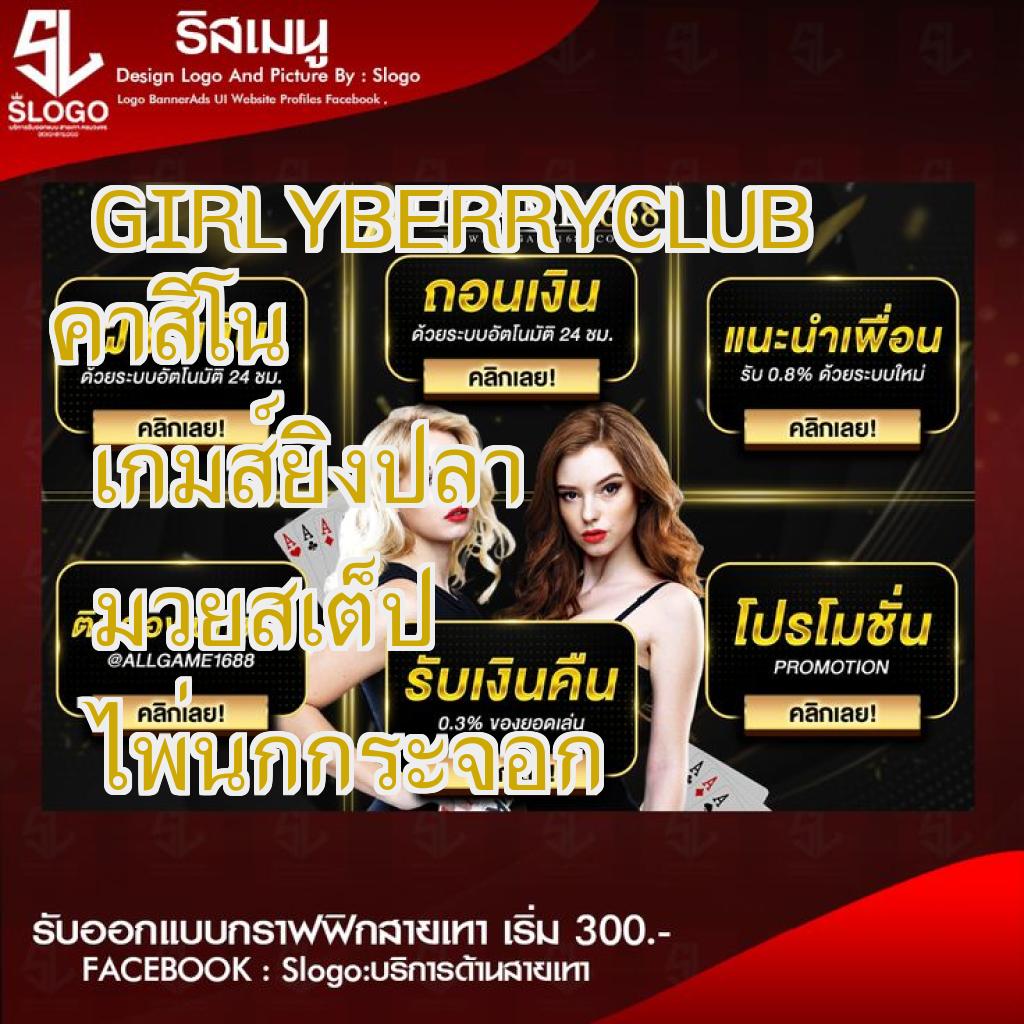 ริสเมนู
Design Logo And Picture By : Slogo
Logo BannerAds UI Website Profiles Facebook .
SLOGO
GIRLYBERRYCLUB
คาสิโน
ด้วยระบบอัตโนมัติ 24 ชม.
คลิกเลย!
ถอนเงิน
ด้วยระบบอัตโนมัติ 24 ชม.
คลิกเลย!
แนะนำเพื่อน
รับ 0.8% ด้วยระบบใหม่
คลิกเลย!
เกมส์ยิงปลา
มวยสเต็ป
@ALLGAME1688
คลิกเลย!
ไพ่นกกระจอก
รับเงินคืน
0.3% ของยอดเล่น
โปรโมชั่น
PROMOTION
คลิกเลย!
รับออกแบบกราฟฟิกสายเทา เริ่ม 300.-
FACEBOOK : Slogo:บริการด้านสายเทา